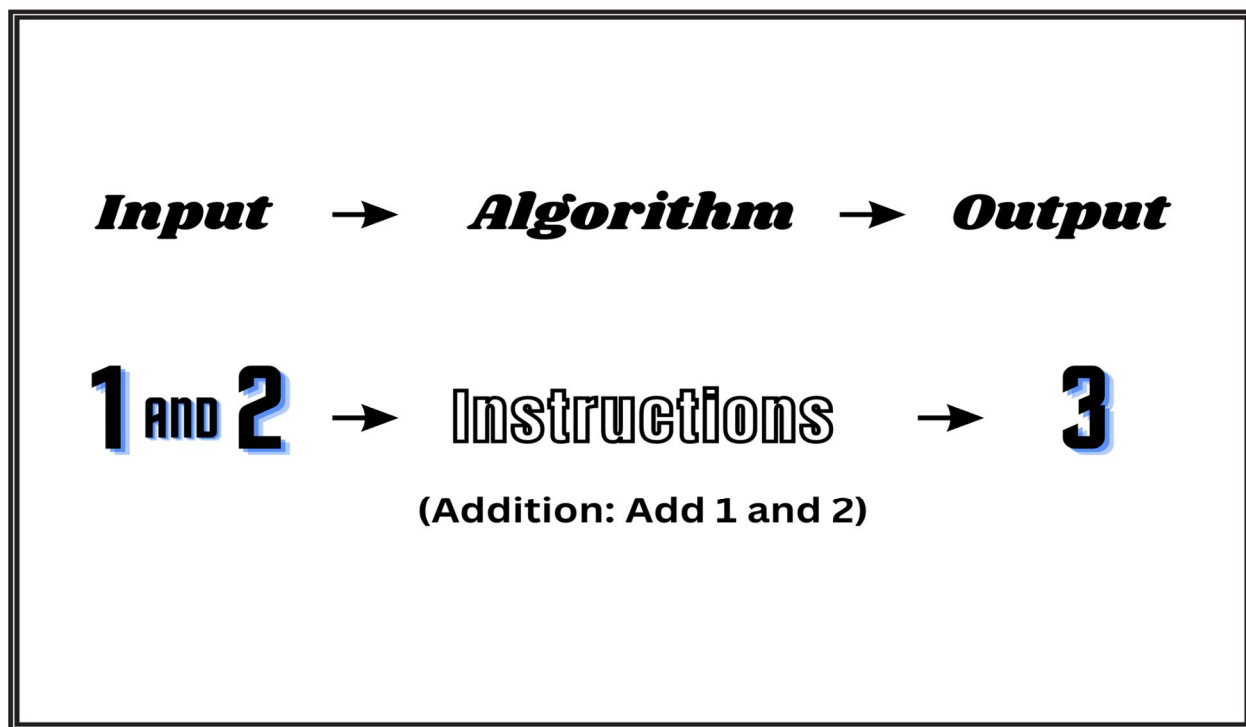 Input → Algorithm → Output
1 AND 2 → Instructions → 3
(Addition: Add 1 and 2)